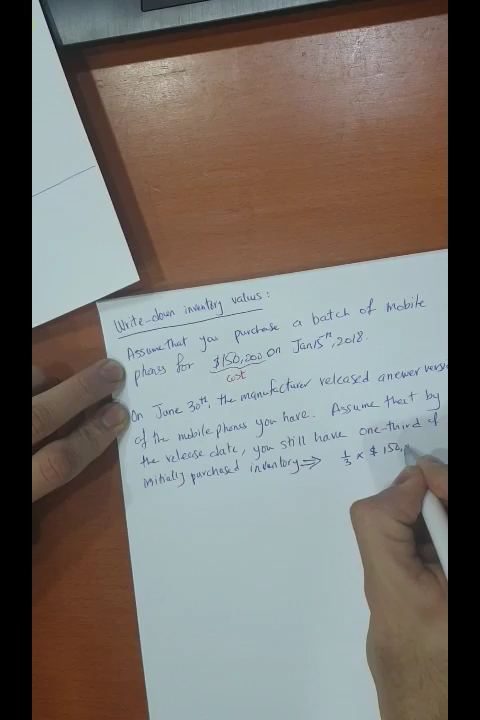 Write-down inventory values:
Assume that you purchase a batch of mobile
phones for $150,000 on Jan 15th, 2018.
cost
On June 30th, the manufacturer released a newer versi
of the mobile phones you have. Assume that by
the release date, you still have one-third of
initially purchased inventory ⇒ 1/3 × $ 150,